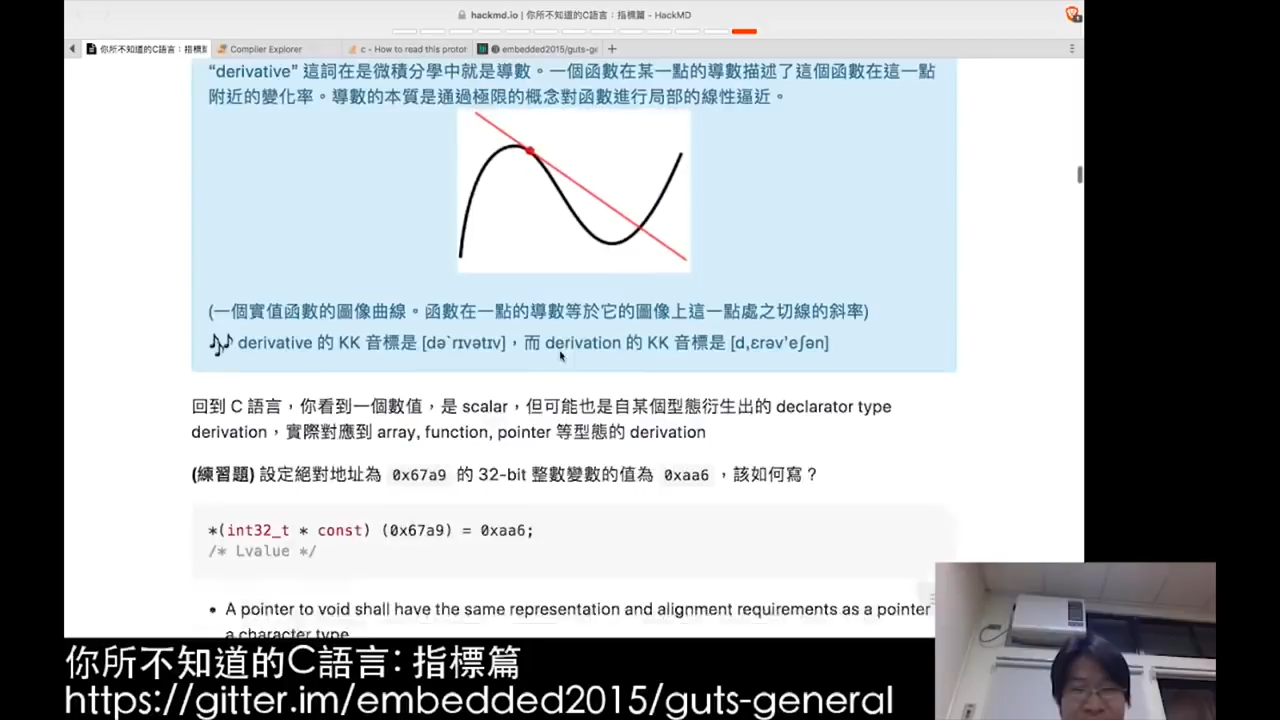 hackmd.io | 你所不知道的C語言：指標篇 - HackMD
你所不知道的C語言：指標
Compiler Explorer
c - How to read this protot
embedded2015/guts-ge
“derivative” 這詞在是微積分學中就是導數。一個函數在某一點的導數描述了這個函數在這一點
附近的變化率。導數的本質是通過極限的概念對函數進行局部的線性逼近。
(一個實值函數的圖像曲線。函數在一點的導數等於它的圖像上這一點處之切線的斜率)
derivative 的 KK 音標是 [dəˋrɪvətɪv]，而 derivation 的 KK 音標是 [d,ɛrəv’eʃən]
回到 C 語言，你看到一個數值，是 scalar，但可能也是自某個型態衍生出的 declarator type
derivation，實際對應到 array, function, pointer 等型態的 derivation
(練習題) 設定絕對地址為 0x67a9 的 32-bit 整數變數的值為 0xaa6 ，該如何寫？
*(int32_t * const) (0x67a9) = 0xaa6;
/* Lvalue */
• A pointer to void shall have the same representation and alignment requirements as a pointer
a character type
你所不知道的C語言: 指標篇
https://gitter.im/embedded2015/guts-general